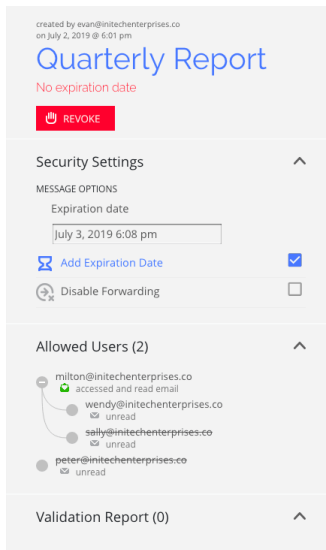 created by evan@initechenterprises.co
on July 2, 2019 @ 6:01 pm
Quarterly Report
No expiration date
REVOKE
Security Settings
MESSAGE OPTIONS
Expiration date
July 3, 2019 6:08 pm
Add Expiration Date
Disable Forwarding
Allowed Users (2)
milton@initechenterprises.co
accessed and read email
wendy@initechenterprises.co
unread
sally@initechenterprises.co
unread
peter@initechenterprises.co
unread
Validation Report (0)